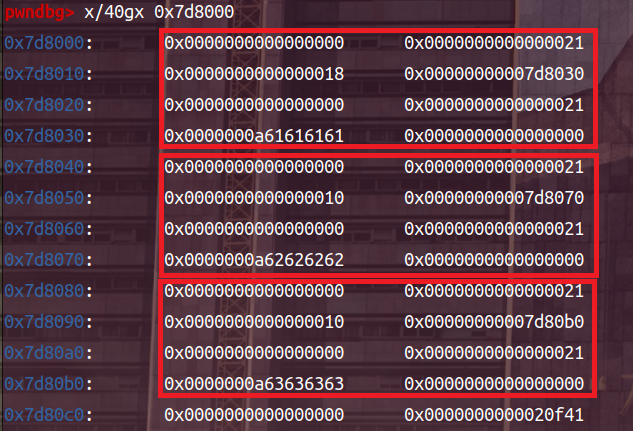 pwndbg> x/40gx 0x7d8000
0x7d8000: 0x0000000000000000 0x0000000000000021
0x7d8010: 0x0000000000000018 0x00000000007d8030
0x7d8020: 0x0000000000000000 0x0000000000000021
0x7d8030: 0x0000000a61616161 0x0000000000000000
0x7d8040: 0x0000000000000000 0x0000000000000021
0x7d8050: 0x0000000000000010 0x00000000007d8070
0x7d8060: 0x0000000000000000 0x0000000000000021
0x7d8070: 0x0000000a62626262 0x0000000000000000
0x7d8080: 0x0000000000000000 0x0000000000000021
0x7d8090: 0x0000000000000010 0x00000000007d80b0
0x7d80a0: 0x0000000000000000 0x0000000000000021
0x7d80b0: 0x0000000a63636363 0x0000000000000000
0x7d80c0: 0x0000000000000000 0x0000000000020f41